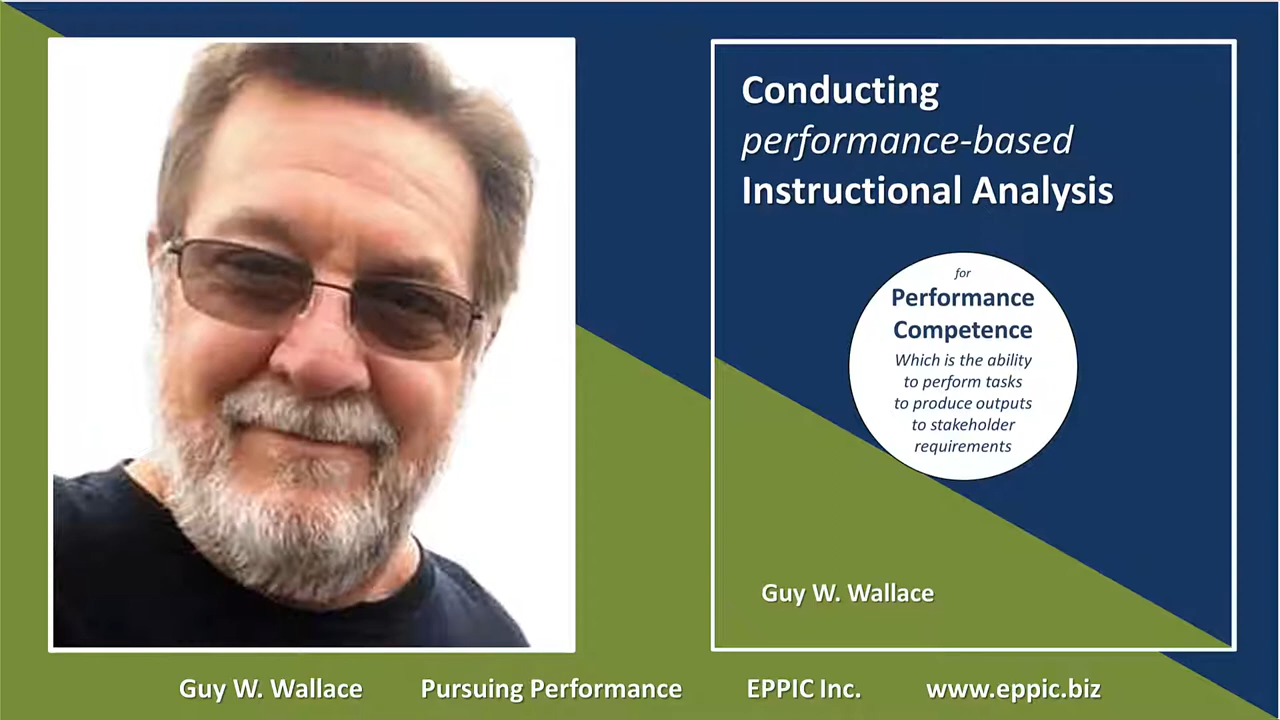 Conducting
performance-based
Instructional Analysis
for
Performance
Competence
Which is the ability
to perform tasks
to produce outputs
to stakeholder
requirements
Guy W. Wallace
Guy W. Wallace Pursuing Performance EPPIC Inc. www.eppic.biz